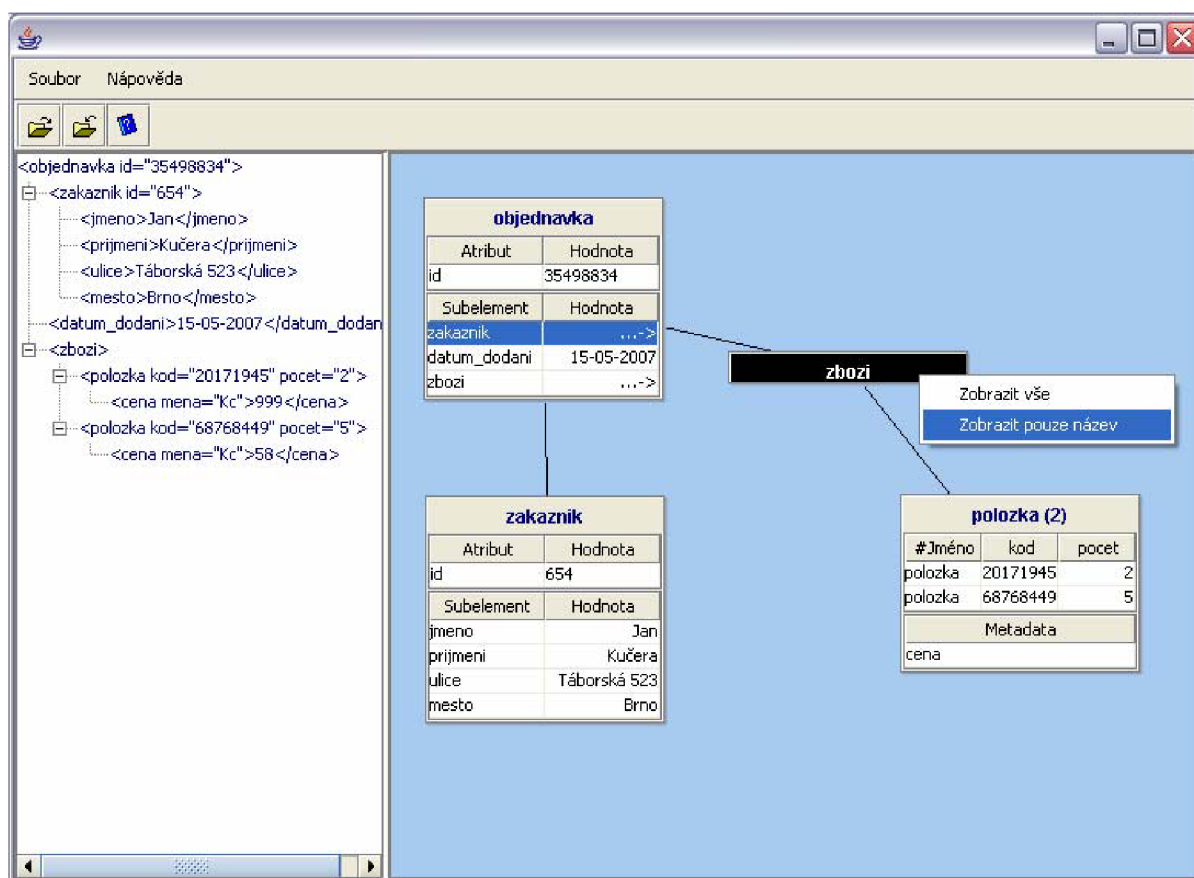 Soubor Nápověda
<objednavka id="35498834">
<zakaznik id="654">
<jmeno>Jan</jmeno>
<prijmeni>Kučera</prijmeni>
<ulice>Táborská 523</ulice>
<mesto>Brno</mesto>
<datum_dodani>15-05-2007</datum_dodan
<zbozi>
<polozka kod="20171945" pocet="2">
<cena mena="Kc">999</cena>
<polozka kod="68768449" pocet="5">
<cena mena="Kc">58</cena>
objednavka
Atribut Hodnota
id 35498834
Subelement Hodnota
zakaznik ...->
datum_dodani 15-05-2007
zbozi ...->
zbozi
Zobrazit vše
Zobrazit pouze název
zakaznik
Atribut Hodnota
id 654
Subelement Hodnota
jmeno Jan
prijmeni Kučera
ulice Táborská 523
mesto Brno
polozka (2)
#Jméno kod pocet
polozka 20171945 2
polozka 68768449 5
Metadata
cena